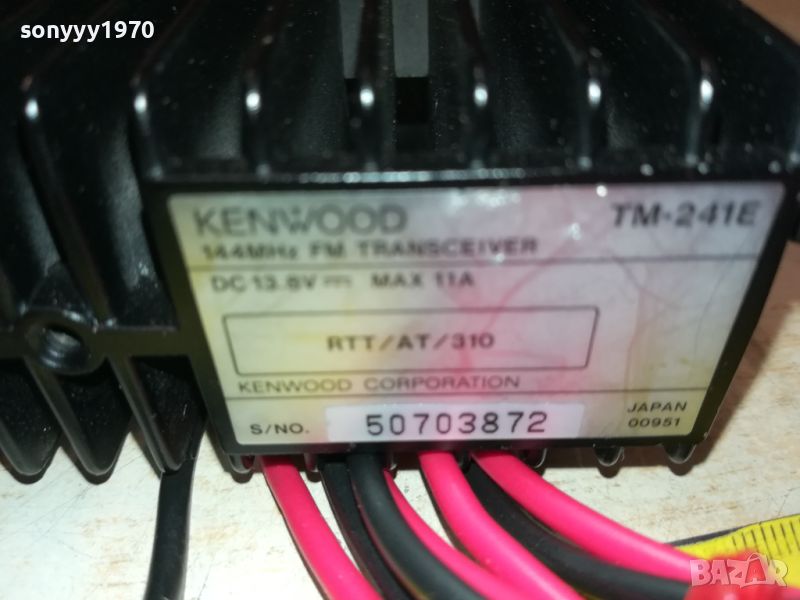 sonyyy1970
KENWOOD TM-241E
144MHz FM TRANSCEIVER
DC 13.8V MAX 11A
RTT/AT/310
KENWOOD CORPORATION
S/NO. 50703872
JAPAN
00951
BAZAR